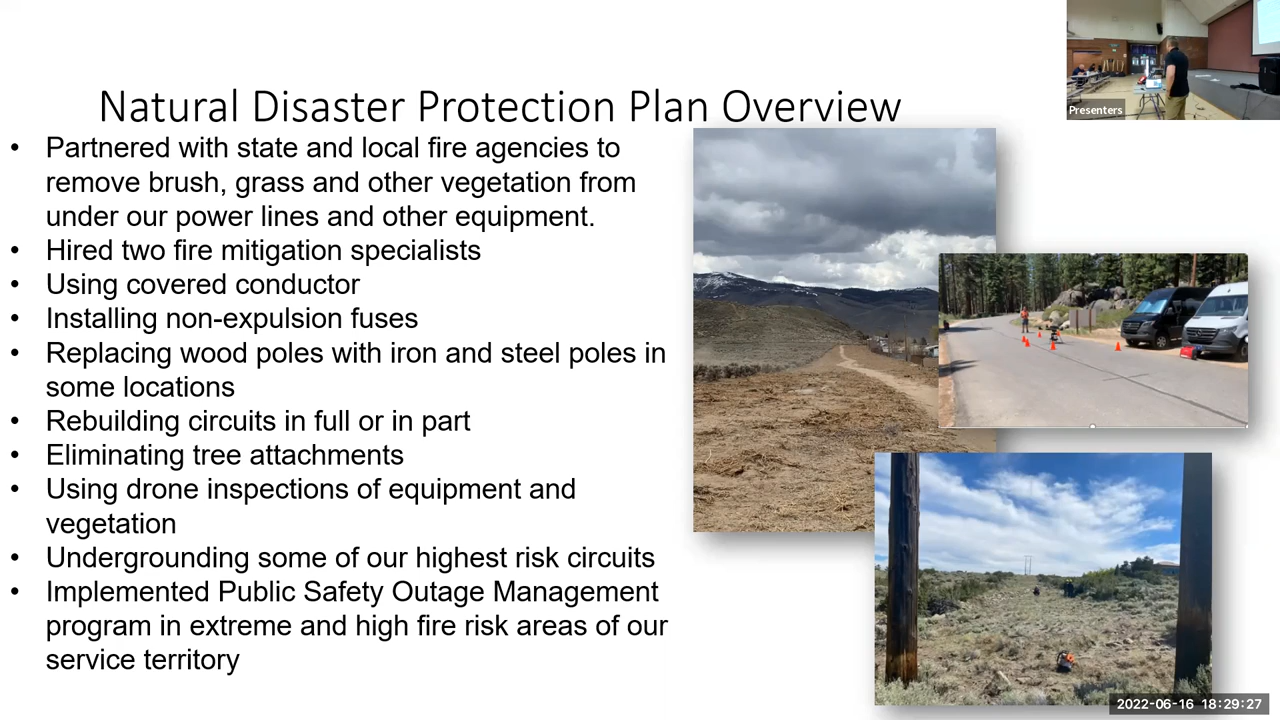 Presenters
Natural Disaster Protection Plan Overview
• Partnered with state and local fire agencies to
remove brush, grass and other vegetation from
under our power lines and other equipment.
• Hired two fire mitigation specialists
• Using covered conductor
• Installing non-expulsion fuses
• Replacing wood poles with iron and steel poles in
some locations
• Rebuilding circuits in full or in part
• Eliminating tree attachments
• Using drone inspections of equipment and
vegetation
• Undergrounding some of our highest risk circuits
• Implemented Public Safety Outage Management
program in extreme and high fire risk areas of our
service territory
2022-06-16 18:29:27